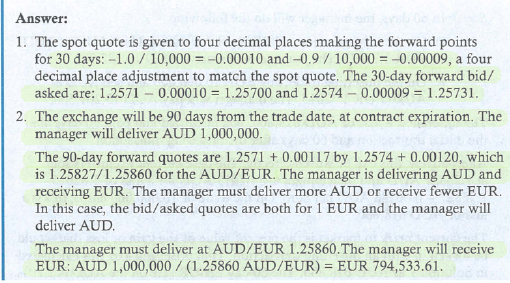 Answer:
1. The spot quote is given to four decimal places making the forward points
for 30 days: –1.0 / 10,000 = –0.00010 and –0.9 / 10,000 = –0.00009, a four
decimal place adjustment to match the spot quote. The 30-day forward bid/
asked are: 1.2571 – 0.00010 = 1.25700 and 1.2574 – 0.00009 = 1.25731.
2. The exchange will be 90 days from the trade date, at contract expiration. The
manager will deliver AUD 1,000,000.
The 90-day forward quotes are 1.2571 + 0.00117 by 1.2574 + 0.00120, which
is 1.25827/1.25860 for the AUD/EUR. The manager is delivering AUD and
receiving EUR. The manager must deliver more AUD or receive fewer EUR.
In this case, the bid/asked quotes are both for 1 EUR and the manager will
deliver AUD.
The manager must deliver at AUD/EUR 1.25860.The manager will receive
EUR: AUD 1,000,000 / (1.25860 AUD/EUR) = EUR 794,533.61.